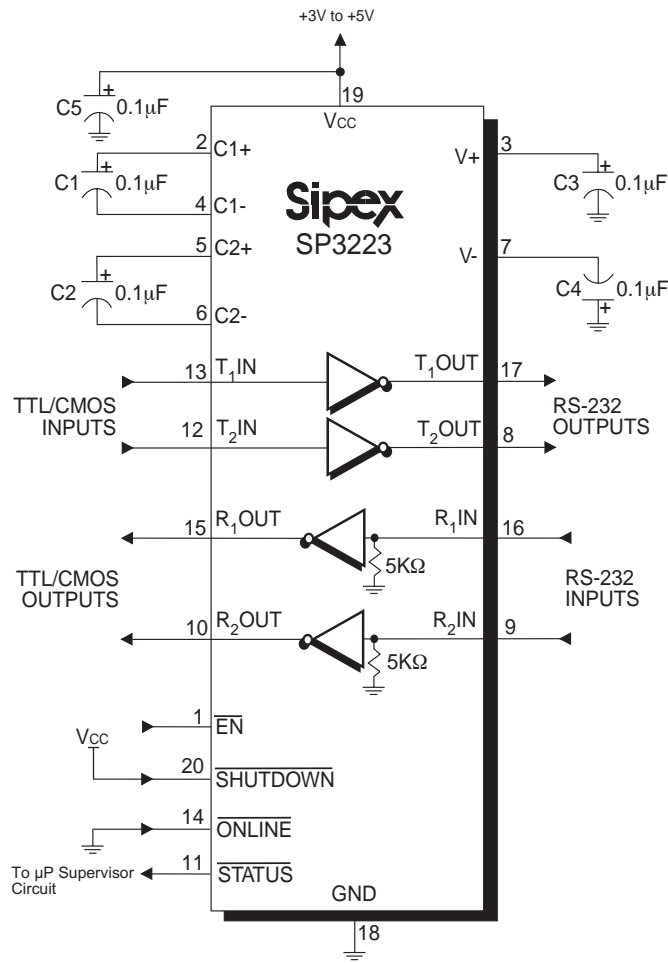 +3V to +5V
C5
+
0.1µF
19
VCC
2
C1+
C1
+
0.1µF
4
C1-
5
C2+
C2
+
0.1µF
6
C2-
Sipex
SP3223
V+
3
C3
+
0.1µF
V-
7
C4
0.1µF
+
TTL/CMOS
INPUTS
13
T1IN
T1OUT
17
12
T2IN
T2OUT
8
RS-232
OUTPUTS
TTL/CMOS
OUTPUTS
15
R1OUT
R1IN
16
5KΩ
10
R2OUT
R2IN
9
5KΩ
RS-232
INPUTS
1
EN
VCC
20
SHUTDOWN
14
ONLINE
To µP Supervisor
Circuit
11
STATUS
GND
18